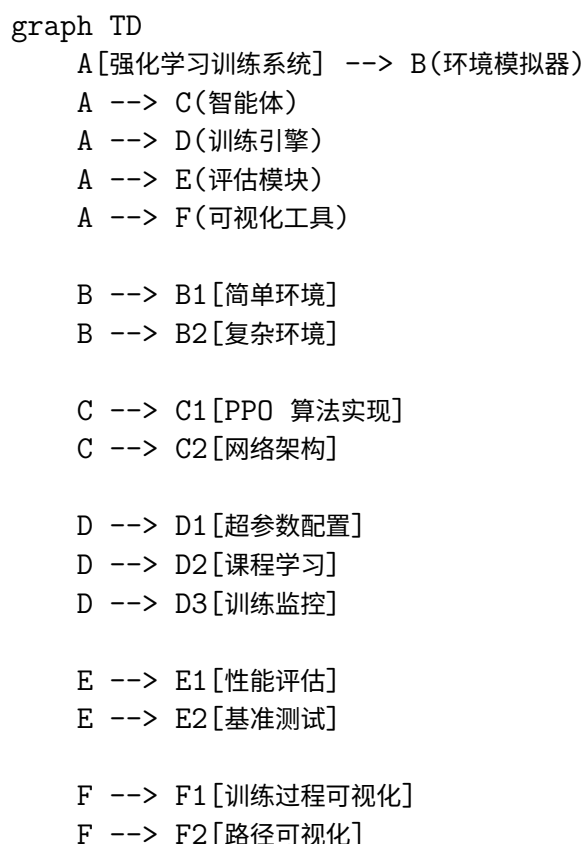 graph TD
A[强化学习训练系统] --> B(环境模拟器)
A --> C(智能体)
A --> D(训练引擎)
A --> E(评估模块)
A --> F(可视化工具)
B --> B1[简单环境]
B --> B2[复杂环境]
C --> C1[PPO 算法实现]
C --> C2[网络架构]
D --> D1[超参数配置]
D --> D2[课程学习]
D --> D3[训练监控]
E --> E1[性能评估]
E --> E2[基准测试]
F --> F1[训练过程可视化]
F --> F2[路径可视化]